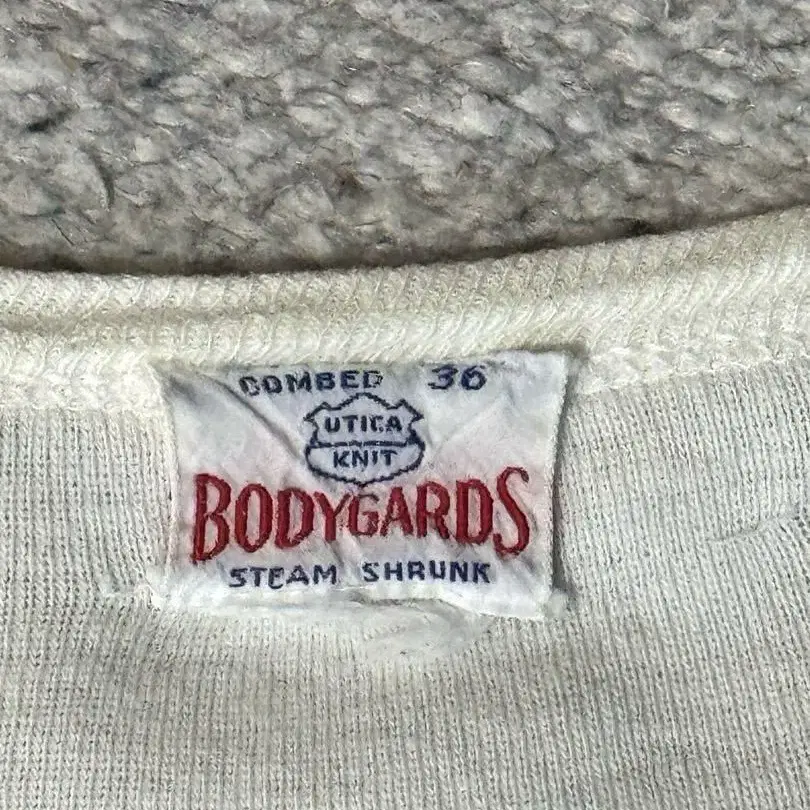 COMBED 36
UTICA
KNIT
BODYGARDS
STEAM SHRUNK